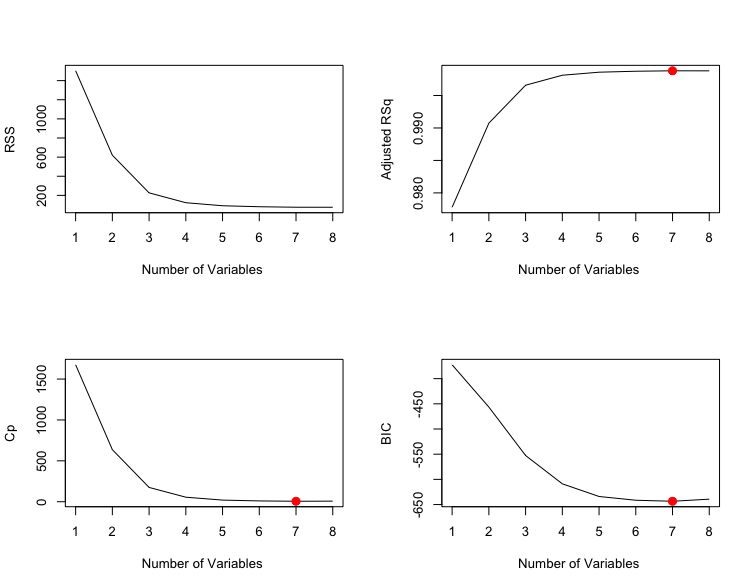 RSS
200
600
1000
1 2 3 4 5 6 7 8
Number of Variables
Adjusted RSq
0.980
0.990
1 2 3 4 5 6 7 8
Number of Variables
Cp
0
500
1000
1500
1 2 3 4 5 6 7 8
Number of Variables
BIC
-650
-550
-450
1 2 3 4 5 6 7 8
Number of Variables